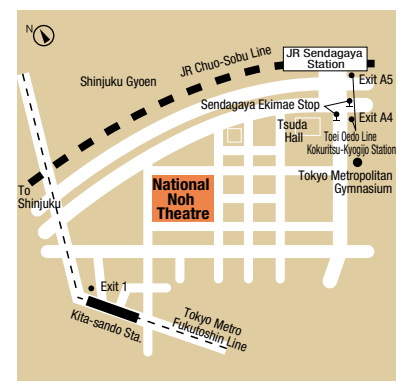 N
JR Sendagaya
Station
JR Chuo-Sobu Line
Shinjuku Gyoen
Exit A5
Sendagaya Ekimae Stop
Exit A4
Tsuda
Hall
Toei Oedo Line
Kokuritsu-Kyogijo Station
Tokyo Metropolitan
Gymnasium
To
Shinjuku
National
Noh
Theatre
Exit 1
Kita-sando Sta.
Tokyo Metro
Fukutoshin Line